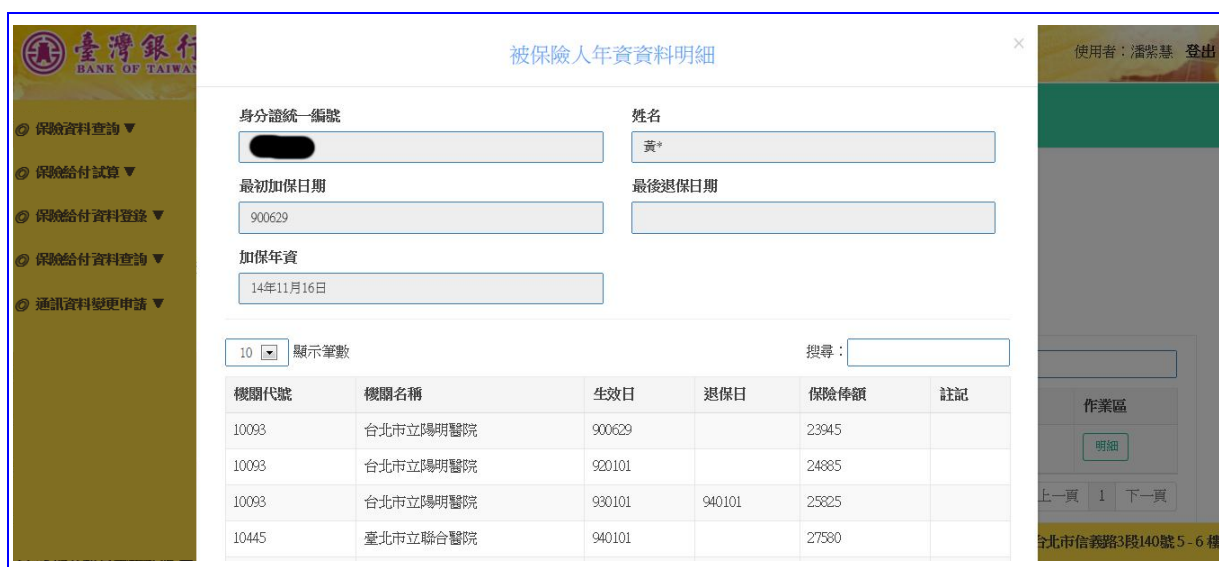 臺灣銀行
BANK OF TAIWAN
使用者：潘紫慧 登出
保險資料查詢 ▼
保險給付試算 ▼
保險給付資料登錄 ▼
保險給付資料查詢 ▼
通訊資料變更申請 ▼
被保險人年資資料明細 ×
身分證統一編號 姓名
黃*
最初加保日期 最後退保日期
900629
加保年資
14年11月16日
10 顯示筆數 搜尋：
機關代號 機關名稱 生效日 退保日 保險俸額 註記
10093 台北市立陽明醫院 900629 23945
10093 台北市立陽明醫院 920101 24885
10093 台北市立陽明醫院 930101 940101 25825
10445 臺北市立聯合醫院 940101 27580
作業區
明細
上一頁 1 下一頁
台北市信義路3段140號 5 - 6 樓